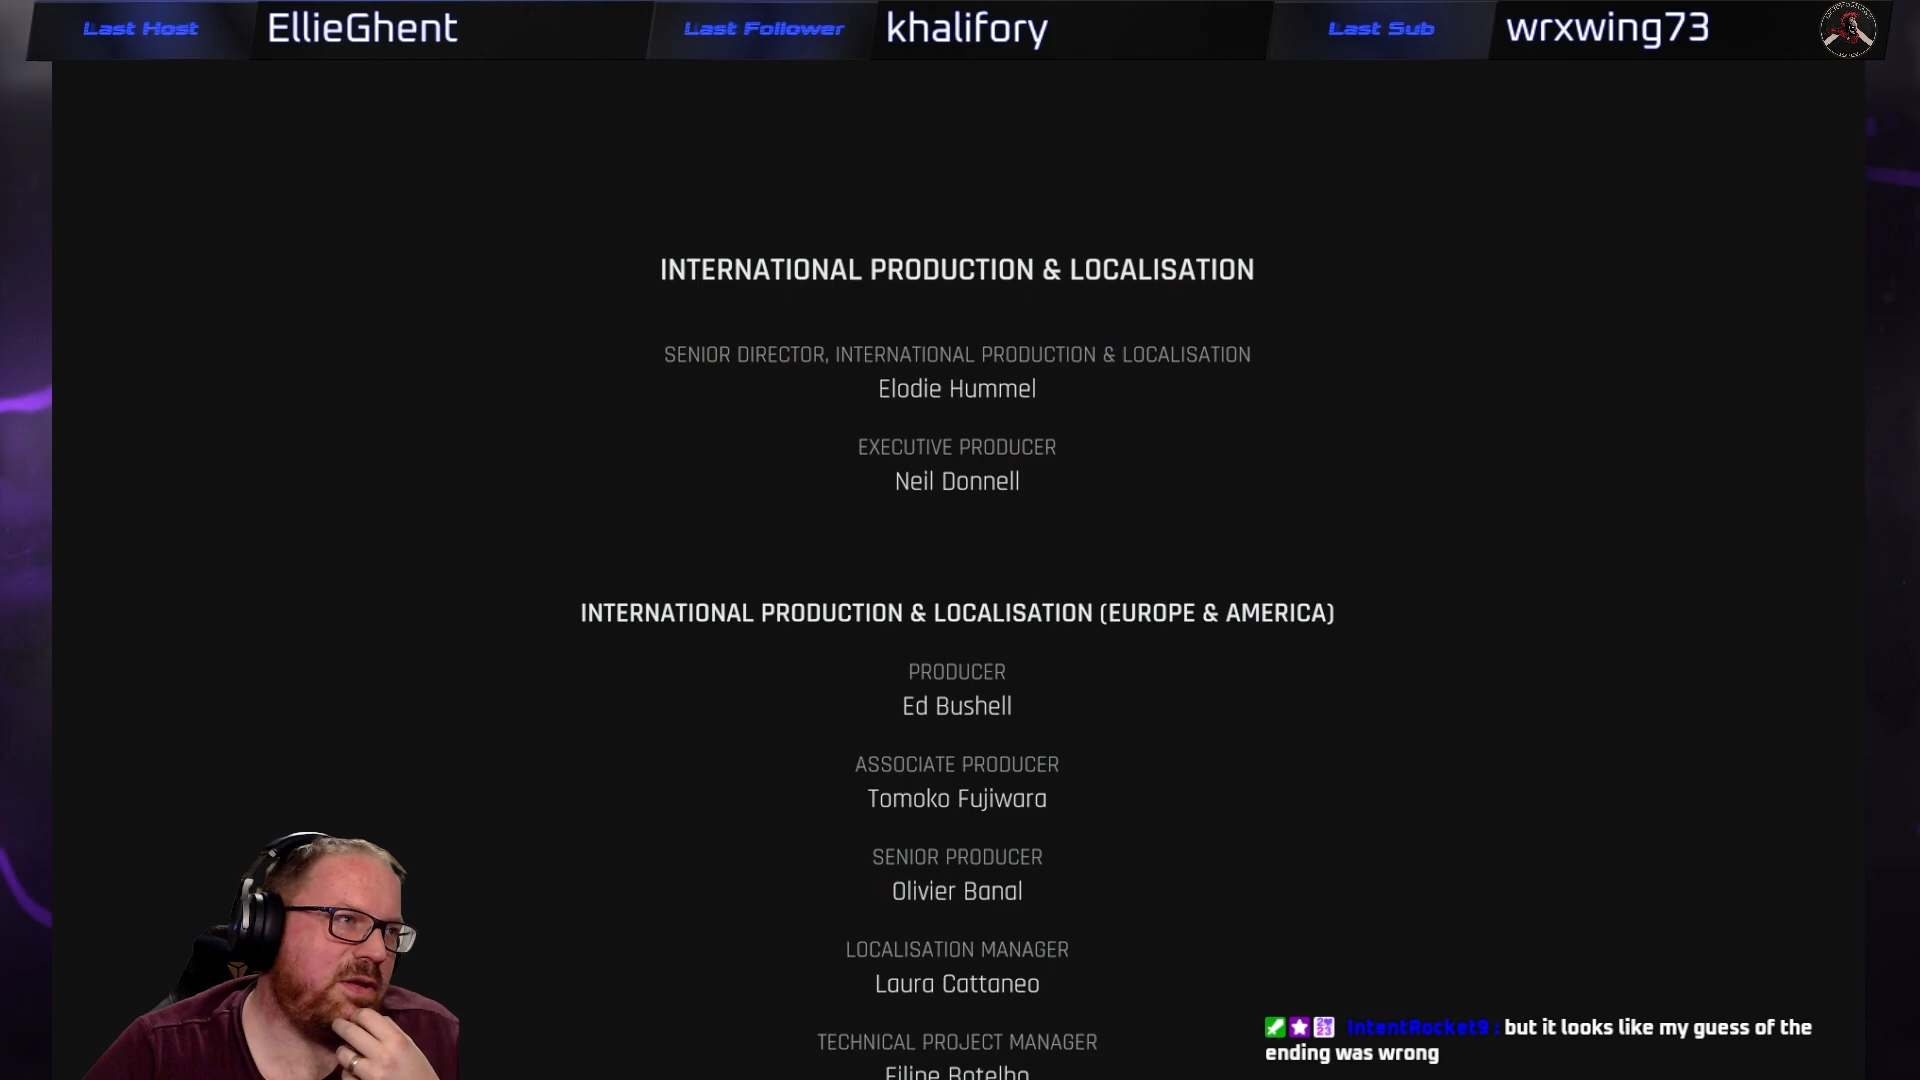 Last Host EllieGhent Last Follower khalifory Last Sub wrxwing73
INTERNATIONAL PRODUCTION & LOCALISATION
SENIOR DIRECTOR, INTERNATIONAL PRODUCTION & LOCALISATION
Elodie Hummel
EXECUTIVE PRODUCER
Neil Donnell
INTERNATIONAL PRODUCTION & LOCALISATION (EUROPE & AMERICA)
PRODUCER
Ed Bushell
ASSOCIATE PRODUCER
Tomoko Fujiwara
SENIOR PRODUCER
Olivier Banal
LOCALISATION MANAGER
Laura Cattaneo
TECHNICAL PROJECT MANAGER
Filipe Botelho
IntentRocket9 : but it looks like my guess of the
ending was wrong